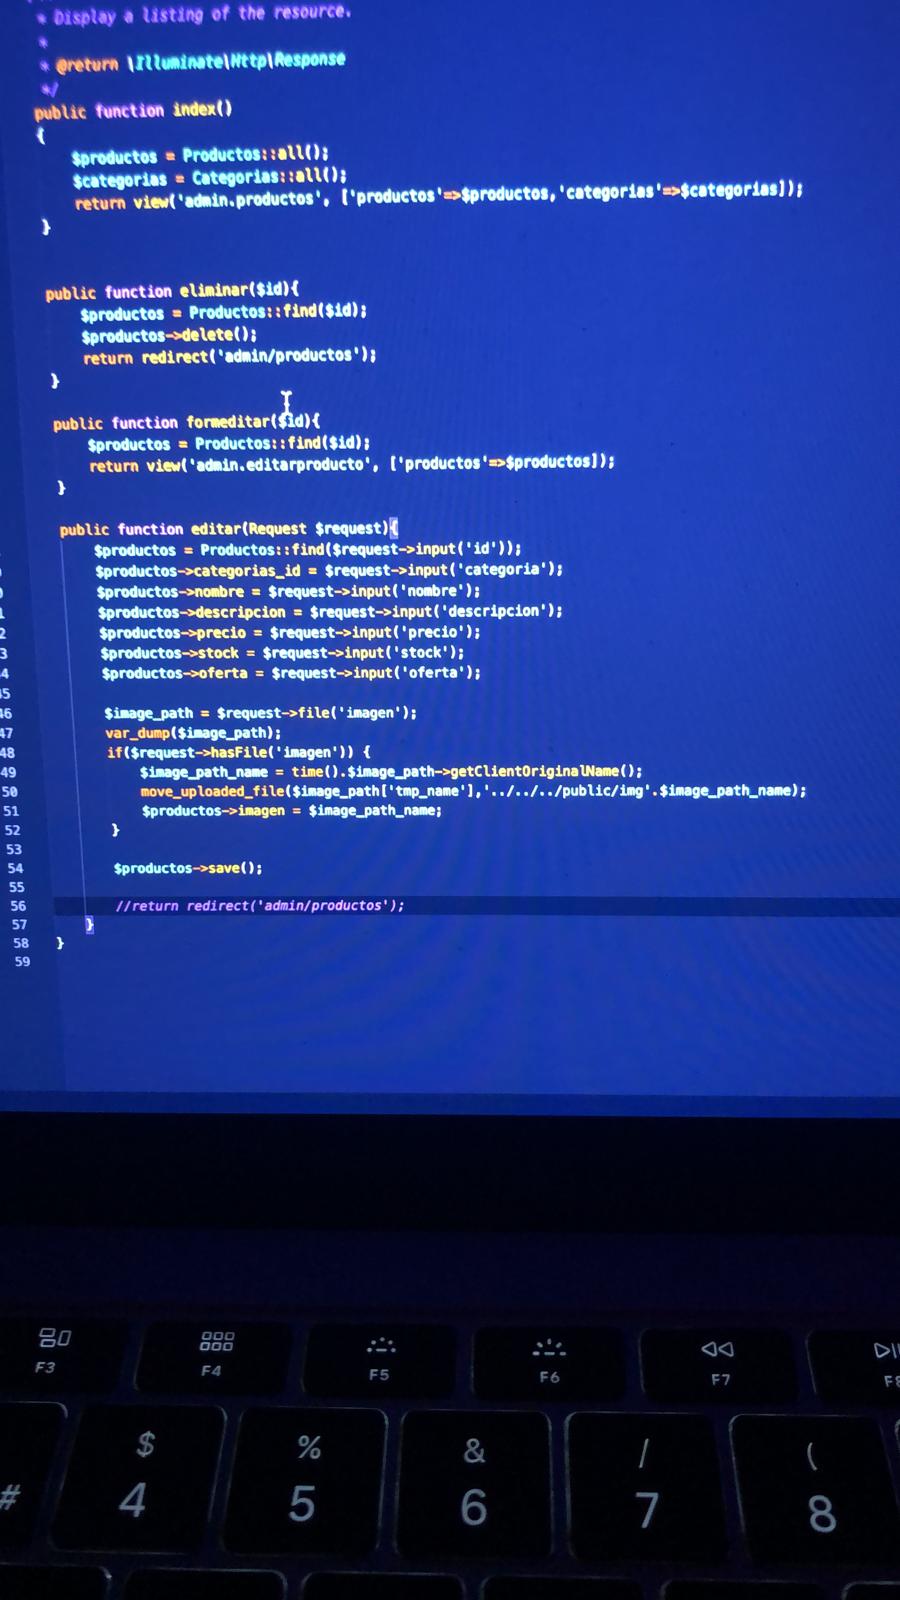 * Display a listing of the resource.
*
* @return \Illuminate\Http\Response
*/
public function index()
{
$productos = Productos::all();
$categorias = Categorias::all();
return view('admin.productos', ['productos'=>$productos,'categorias'=>$categorias]);
}
public function eliminar($id){
$productos = Productos::find($id);
$productos->delete();
return redirect('admin/productos');
}
public function formeditar($id){
$productos = Productos::find($id);
return view('admin.editarproducto', ['productos'=>$productos]);
}
public function editar(Request $request){
$productos = Productos::find($request->input('id'));
$productos->categorias_id = $request->input('categoria');
0 $productos->nombre = $request->input('nombre');
1 $productos->descripcion = $request->input('descripcion');
2 $productos->precio = $request->input('precio');
3 $productos->stock = $request->input('stock');
4 $productos->oferta = $request->input('oferta');
45
46 $image_path = $request->file('imagen');
47 var_dump($image_path);
48 if($request->hasFile('imagen')) {
49 $image_path_name = time().$image_path->getClientOriginalName();
50 move_uploaded_file($image_path['tmp_name'],'../../../public/img'.$image_path_name);
51 $productos->imagen = $image_path_name;
52 }
53
54 $productos->save();
55
56 //return redirect('admin/productos');
57 }
58 }
59
F3 F4 F5 F6 F7 F8
$ % & / (
# 4 5 6 7 8